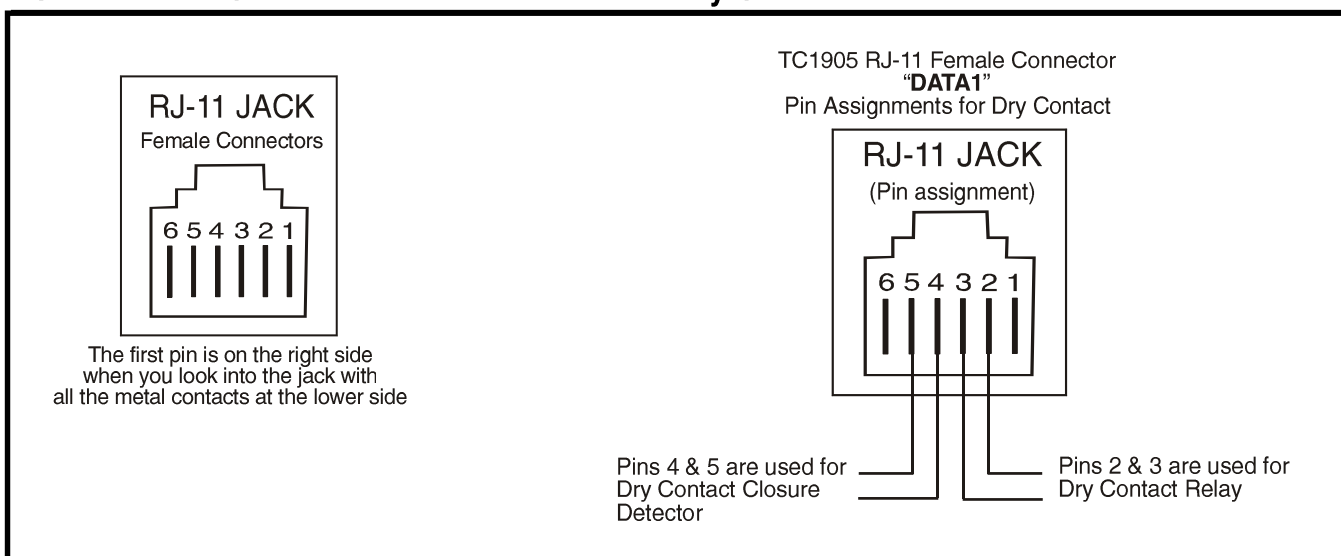 RJ-11 JACK
Female Connectors
6 5 4 3 2 1
The first pin is on the right side
when you look into the jack with
all the metal contacts at the lower side
TC1905 RJ-11 Female Connector
“DATA1”
Pin Assignments for Dry Contact
RJ-11 JACK
(Pin assignment)
6 5 4 3 2 1
Pins 4 & 5 are used for
Dry Contact Closure
Detector
Pins 2 & 3 are used for
Dry Contact Relay